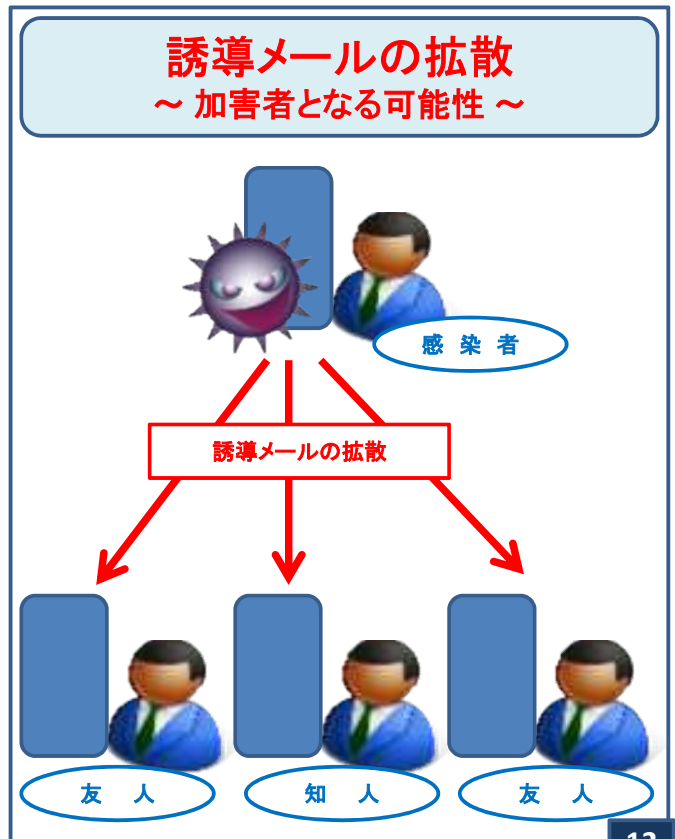 誘導メールの拡散
～ 加害者となる可能性 ～
感 染 者
誘導メールの拡散
友 人
知 人
友 人